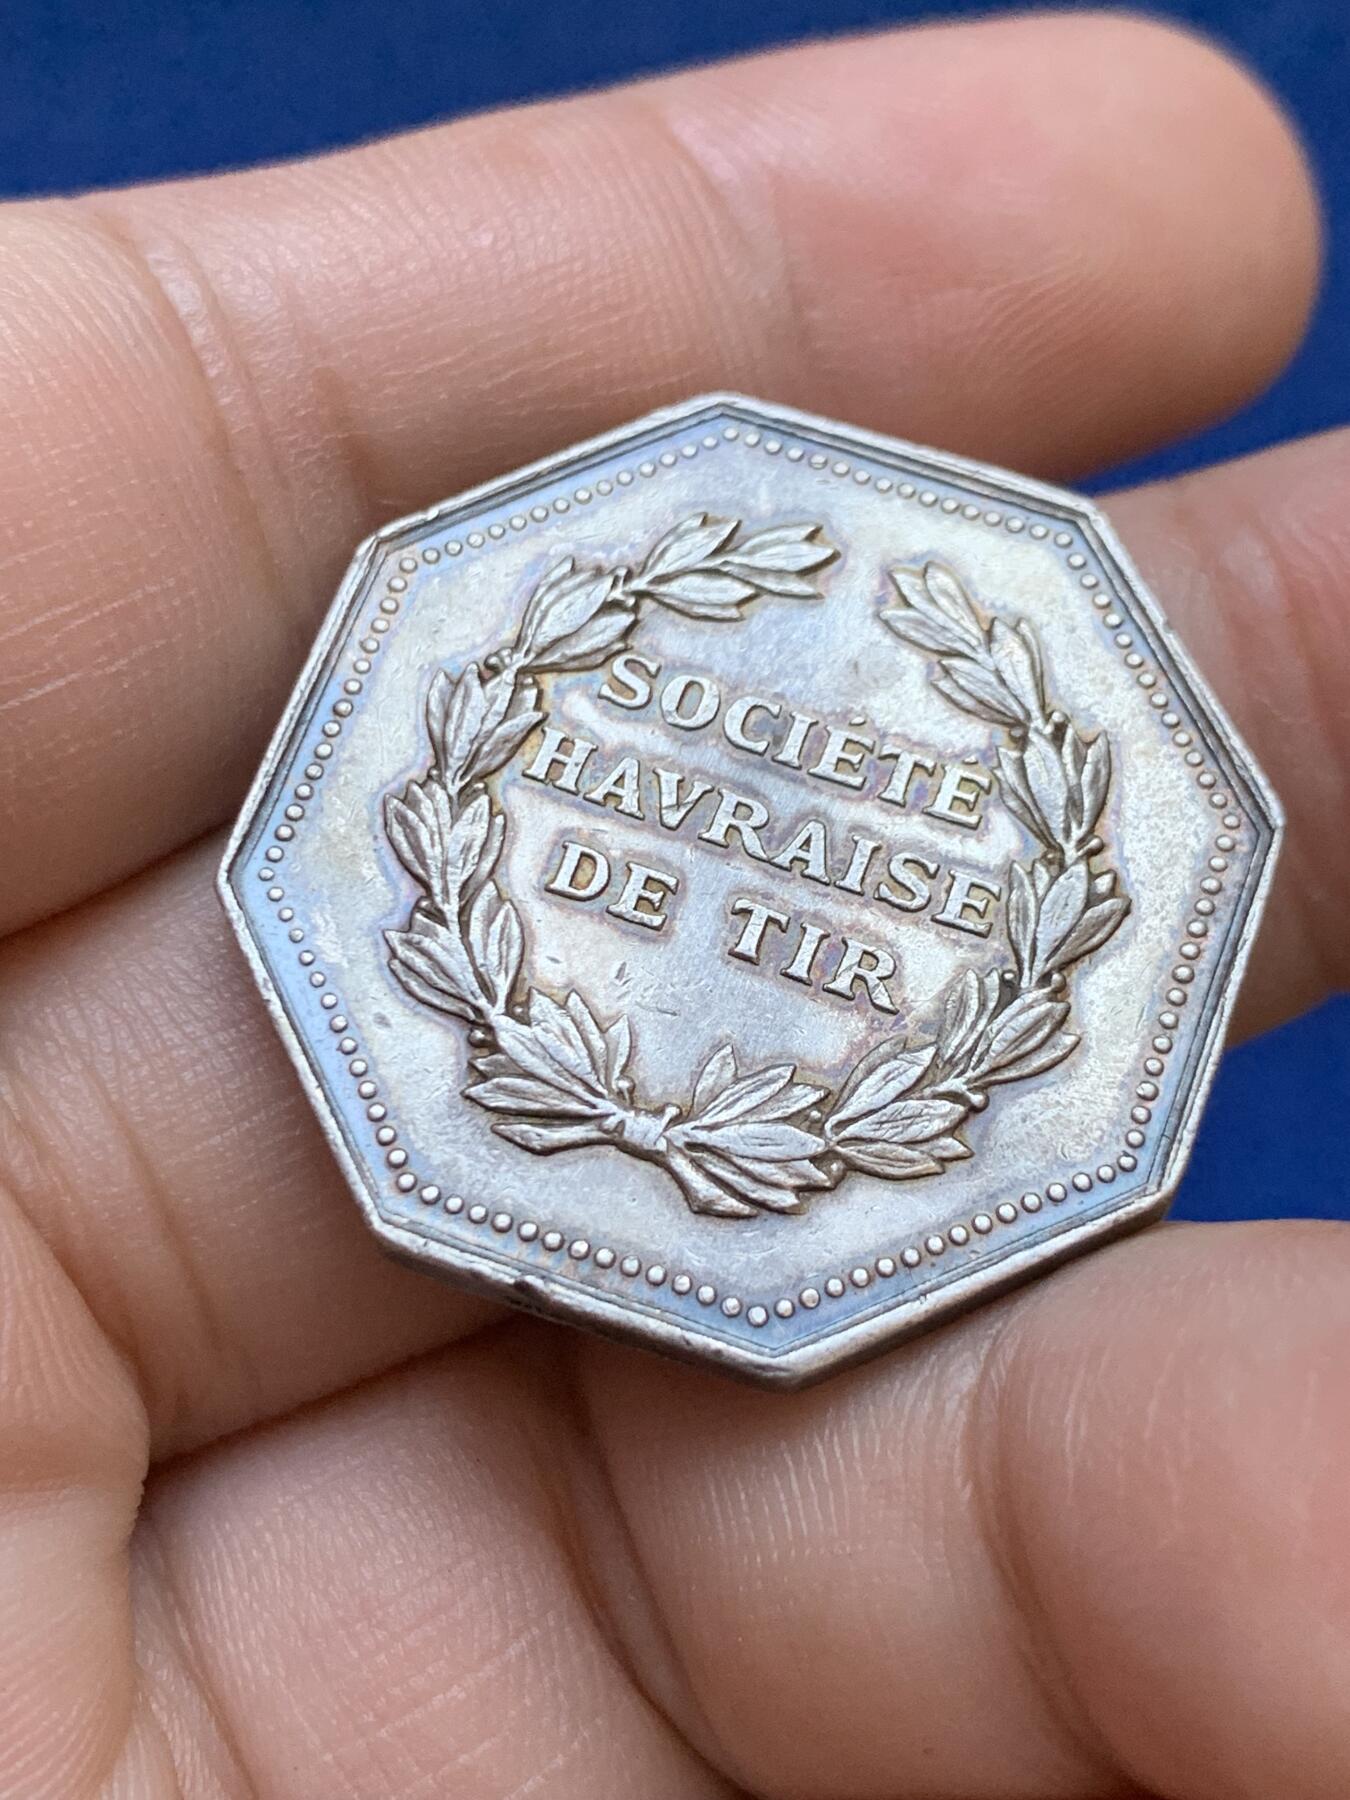 SOCIÉTÉ
HAVRAISE
DE TIR